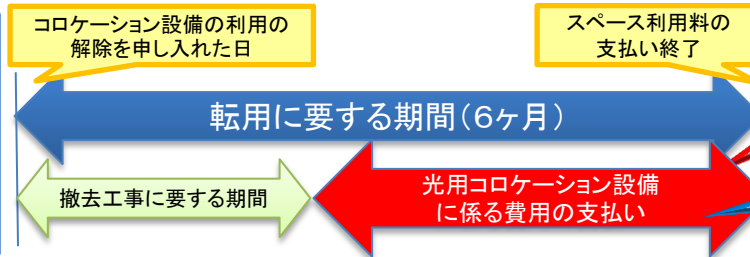 コロケーション設備の利用の
解除を申し入れた日
スペース利用料の
支払い終了
転用に要する期間(6ヶ月)
撤去工事に要する期間
光用コロケーション設備
に係る費用の支払い